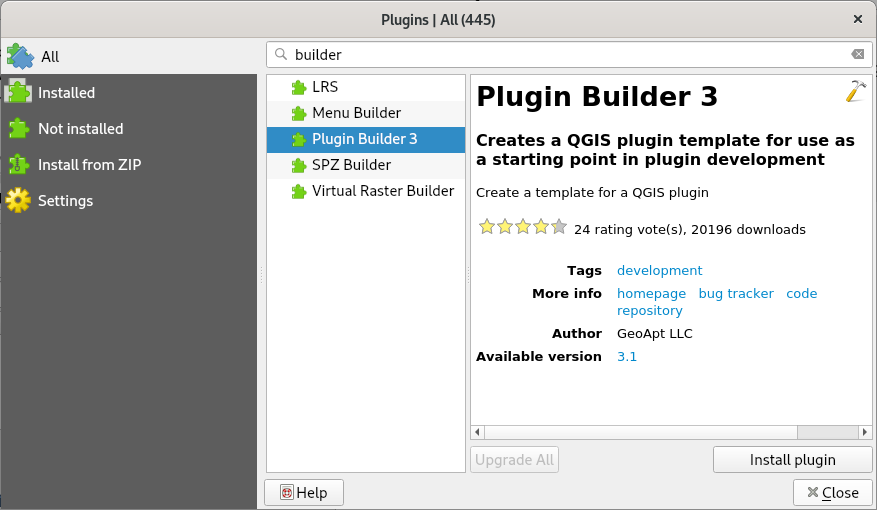 Plugins | All (445)
All
Installed
Not installed
Install from ZIP
Settings
builder
LRS
Menu Builder
Plugin Builder 3
SPZ Builder
Virtual Raster Builder
Plugin Builder 3
Creates a QGIS plugin template for use as
a starting point in plugin development
Create a template for a QGIS plugin
24 rating vote(s), 20196 downloads
Tags development
More info homepage bug tracker code
repository
Author GeoApt LLC
Available version 3.1
Upgrade All
Install plugin
Help
Close